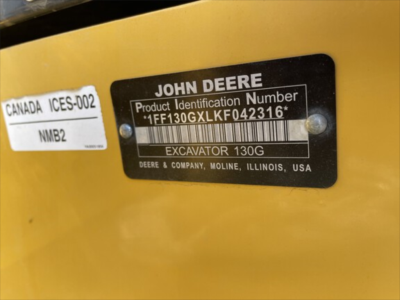 CANADA ICES-002
NMB2
JOHN DEERE
Product Identification Number
*1FF130GXLKF042316*
EXCAVATOR 130G
DEERE & COMPANY, MOLINE, ILLINOIS, USA